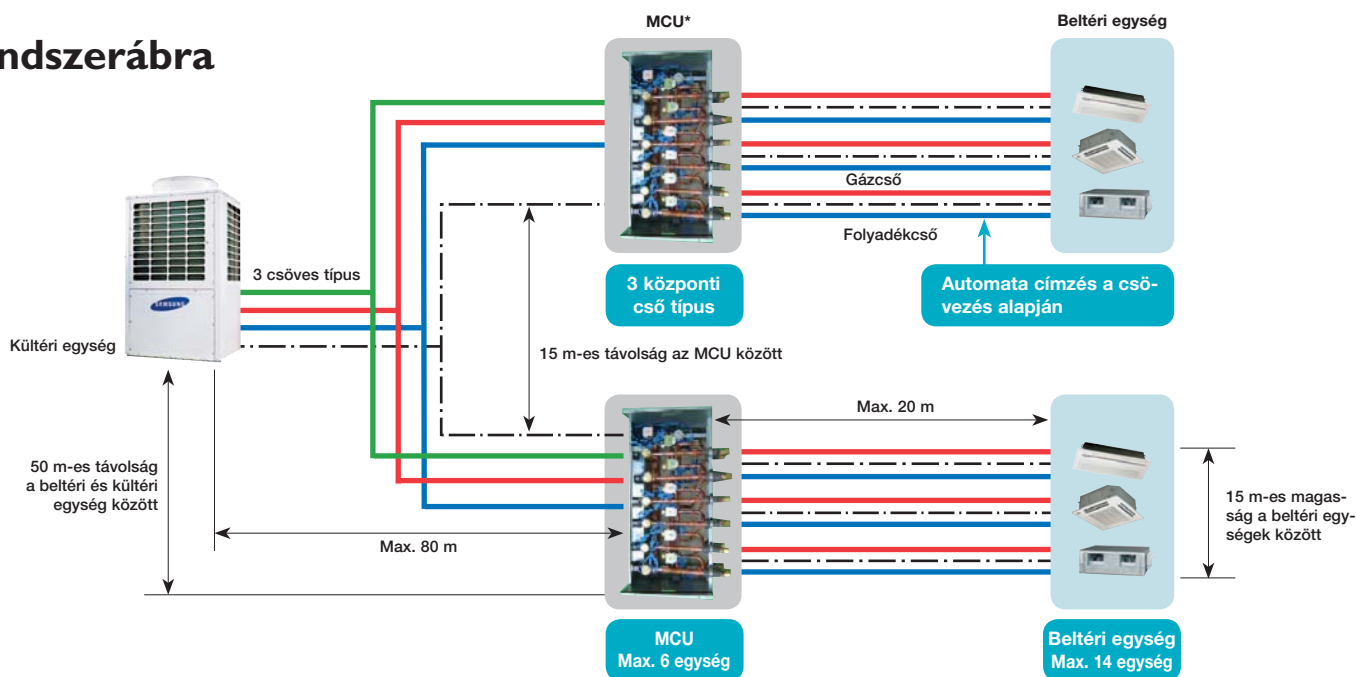 ndszerábra
MCU*
Beltéri egység
3 csöves típus
Gázcső
Folyadékcső
SAMSUNG
Kültéri egység
3 központi
cső típus
Automata címzés a csö-
vezés alapján
15 m-es távolság az MCU között
Max. 20 m
50 m-es távolság
a beltéri és kültéri
egység között
Max. 80 m
15 m-es magas-
ság a beltéri egy-
ségek között
MCU
Max. 6 egység
Beltéri egység
Max. 14 egység